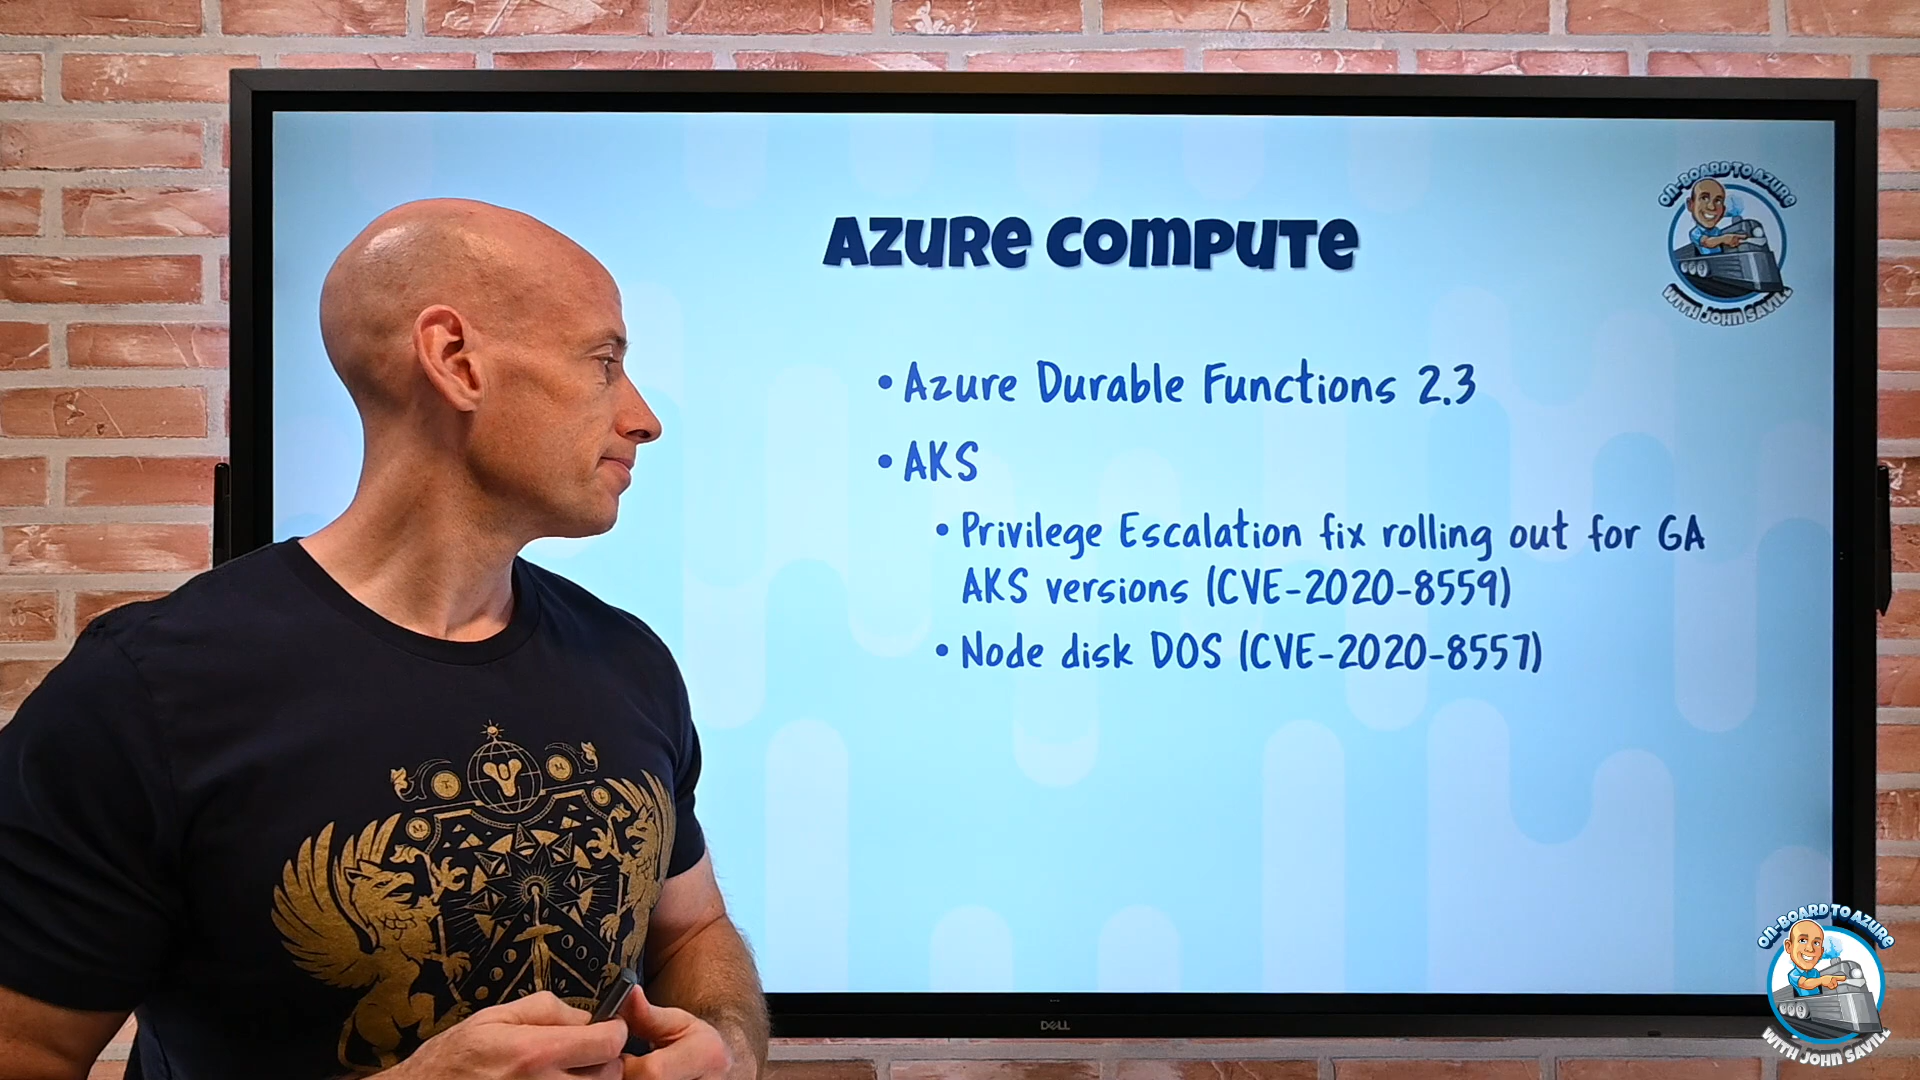 AZURE COMPUTE
ON-BOARD TO AZURE
WITH JOHN SAVILL
• Azure Durable Functions 2.3
• AKS
• Privilege Escalation fix rolling out for GA
AKS versions (CVE-2020-8559)
• Node disk DOS (CVE-2020-8557)
DELL
ON-BOARD TO AZURE
WITH JOHN SAVILL